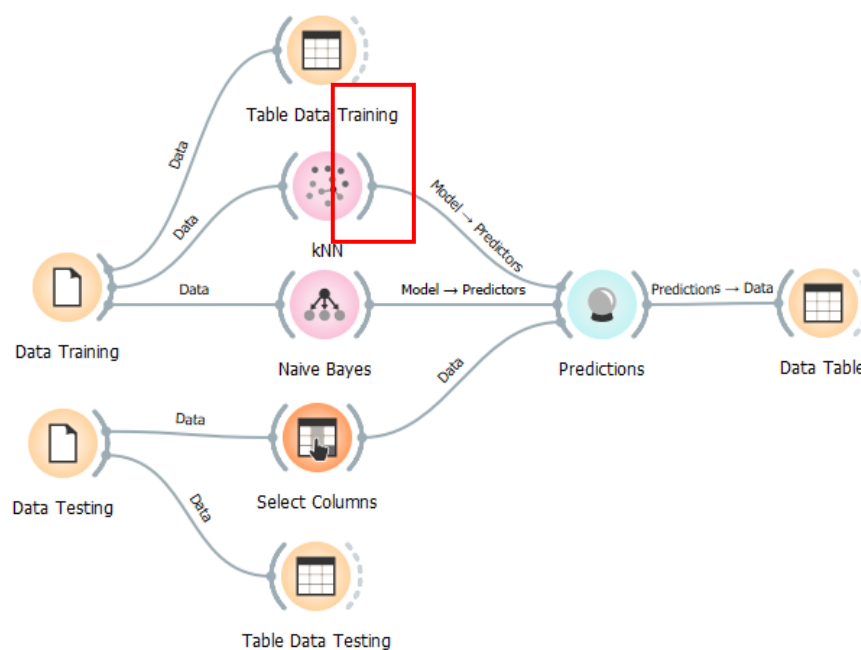 Table Data Training
Data
Data
kNN
Model → Predictors
Data
Model → Predictors
Predictions → Data
Data Training
Naive Bayes
Predictions
Data Table
Data
Data
Data Testing
Select Columns
Data
Table Data Testing